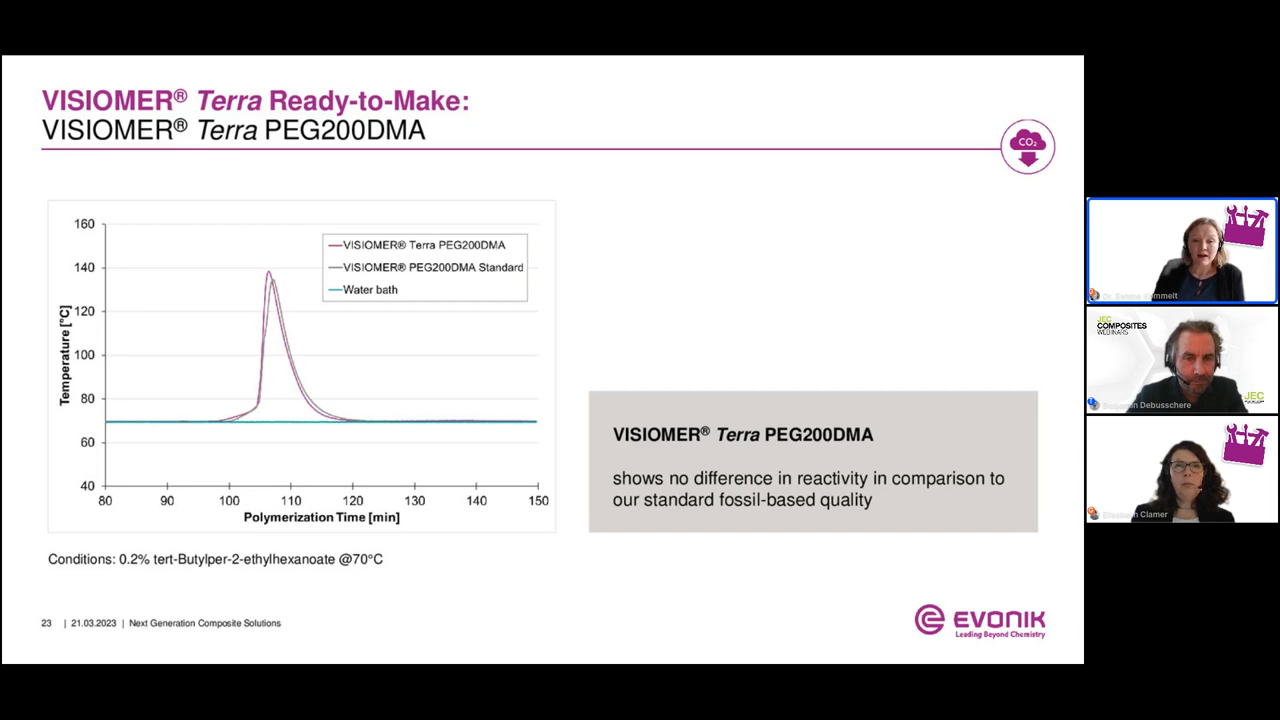 VISIOMER® Terra Ready-to-Make:
VISIOMER® Terra PEG200DMA
CO₂
160
140
120
100
80
60
40
Temperature [°C]
VISIOMER® Terra PEG200DMA
VISIOMER® PEG200DMA Standard
Water bath
80 90 100 110 120 130 140 150
Polymerization Time [min]
Conditions: 0.2% tert-Butylper-2-ethylhexanoate @70°C
VISIOMER® Terra PEG200DMA
shows no difference in reactivity in comparison to
our standard fossil-based quality
23 | 21.03.2023 | Next Generation Composite Solutions
EVONIK
Leading Beyond Chemistry
Dr.
JEC
COMPOSITES
WEBINARS
JEC
Debusschere
Clamer